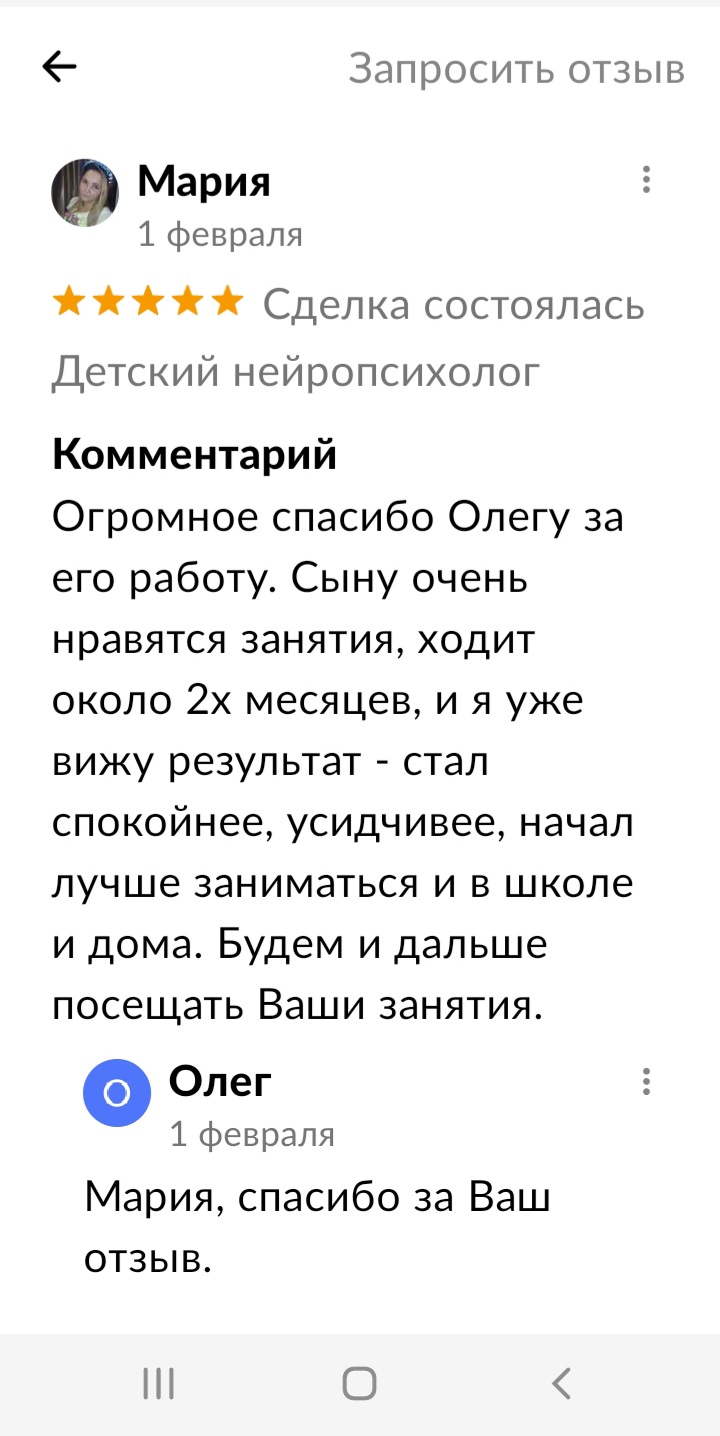 Запросить отзыв
Мария
1 февраля
Сделка состоялась
Детский нейропсихолог
Комментарий
Огромное спасибо Олегу за
его работу. Сыну очень
нравятся занятия, ходит
около 2х месяцев, и я уже
вижу результат - стал
спокойнее, усидчивее, начал
лучше заниматься и в школе
и дома. Будем и дальше
посещать Ваши занятия.
О
Олег
1 февраля
Мария, спасибо за Ваш
отзыв.